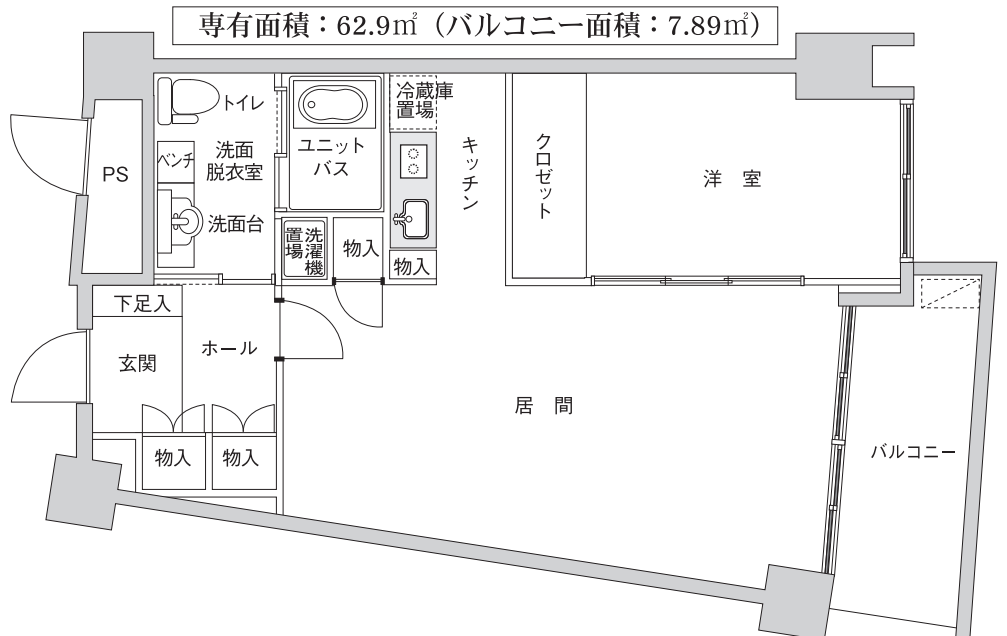 専有面積：62.9㎡（バルコニー面積：7.89㎡）
トイレ
冷蔵庫
置場
ユニット
バス
キッチン
クロゼット
洋　室
PS
ベンチ
洗面
脱衣室
洗面台
洗濯機
置場
物入
物入
下足入
玄関
ホール
居　間
バルコニー
物入
物入